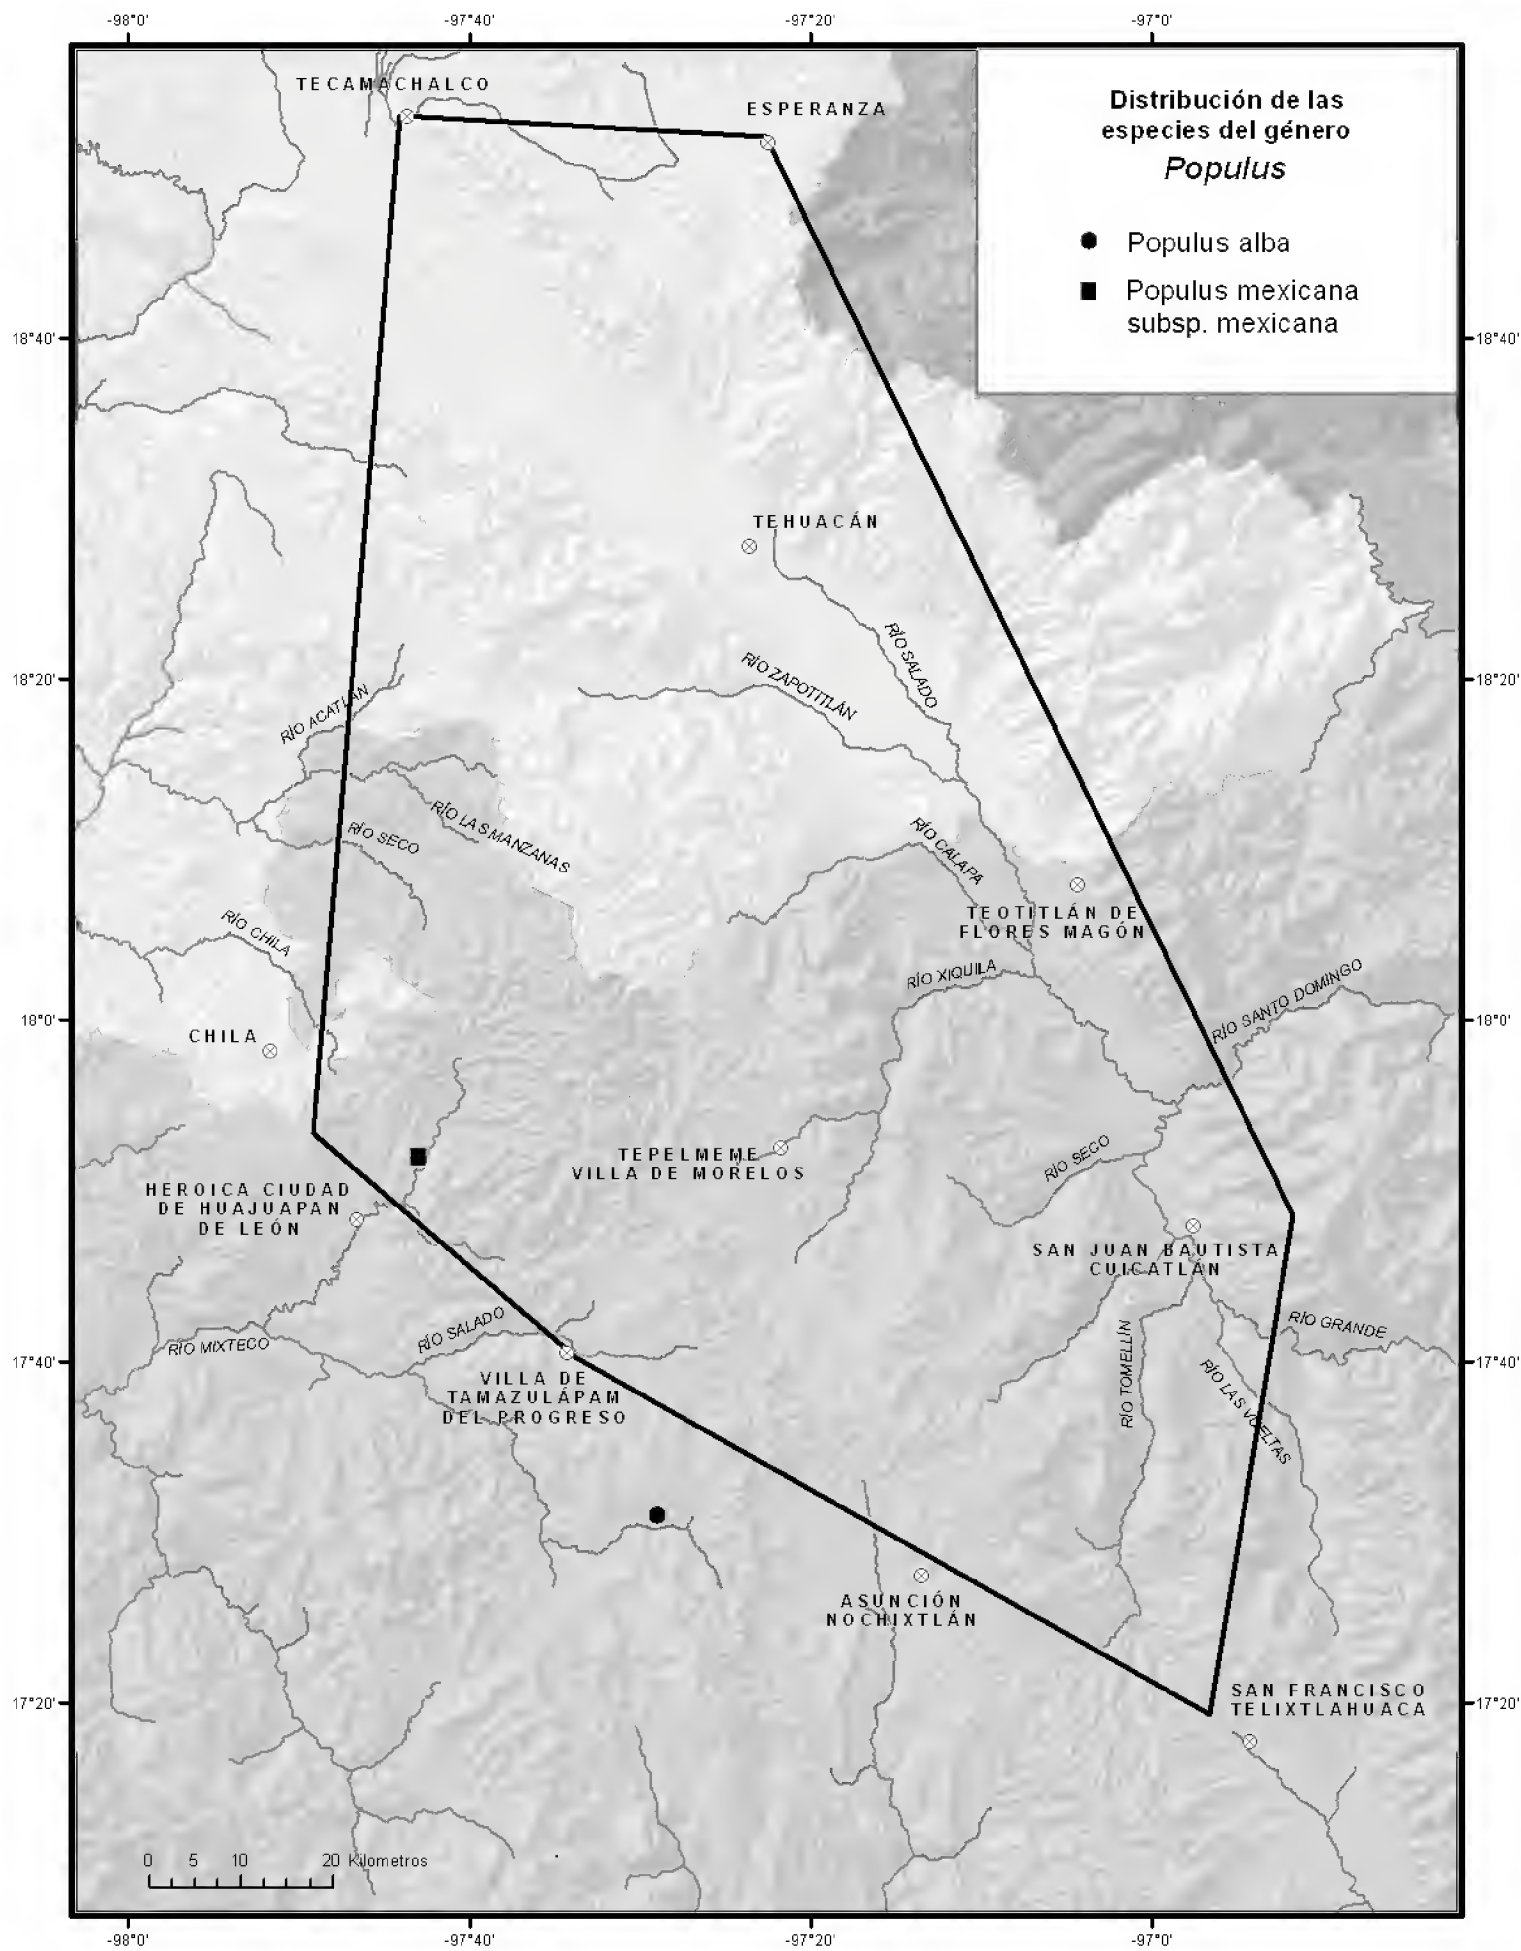 -98°0'
-97°40'
-97°20'
-97°0'
TECAMACHALCO
ESPERANZA
Distribución de las
especies del género
Populus
Populus alba
Populus mexicana
subsp. mexicana
18°40'
18°40'
TEHUACÁN
RÍO SALADO
RÍO ZAPOTITLÁN
18°20'
18°20'
RÍO ACATLÁN
RÍO LAS MANZANAS
RÍO SECO
RÍO CALAPA
TEOTITLÁN DE
FLORES MAGÓN
RÍO CHILA
RÍO XIQUILA
RÍO SANTO DOMINGO
18°0'
18°0'
CHILA
TEPELMEME
VILLA DE MORELOS
RÍO SECO
HEROICA CIUDAD
DE HUAJUAPAN
DE LEÓN
SAN JUAN BAUTISTA
CUICATLÁN
RÍO GRANDE
RÍO SALADO
RÍO MIXTECO
RÍO TOMELLÍN
RÍO LAS VUELTAS
17°40'
17°40'
VILLA DE
TAMAZULÁPAM
DEL PROGRESO
ASUNCIÓN
NOCHIXTLÁN
17°20'
17°20'
SAN FRANCISCO
TELIXTLAHUACA
0 5 10 20 Kilometros
-98°0'
-97°40'
-97°20'
-97°0'